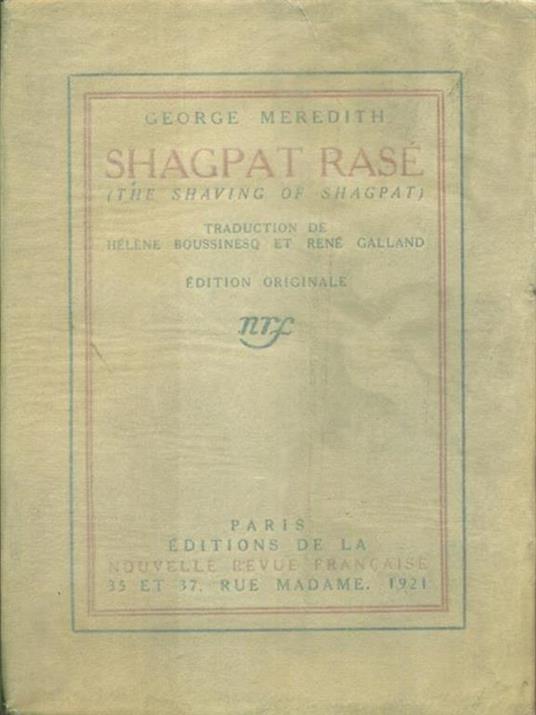 GEORGE MEREDITH
SHAGPAT RASÉ
(THE SHAVING OF SHAGPAT)
TRADUCTION DE
HÉLÈNE BOUSSINESQ ET RENÉ GALLAND
ÉDITION ORIGINALE
nrf
PARIS
ÉDITIONS DE LA
NOUVELLE REVUE FRANÇAISE
35 ET 37, RUE MADAME. 1921